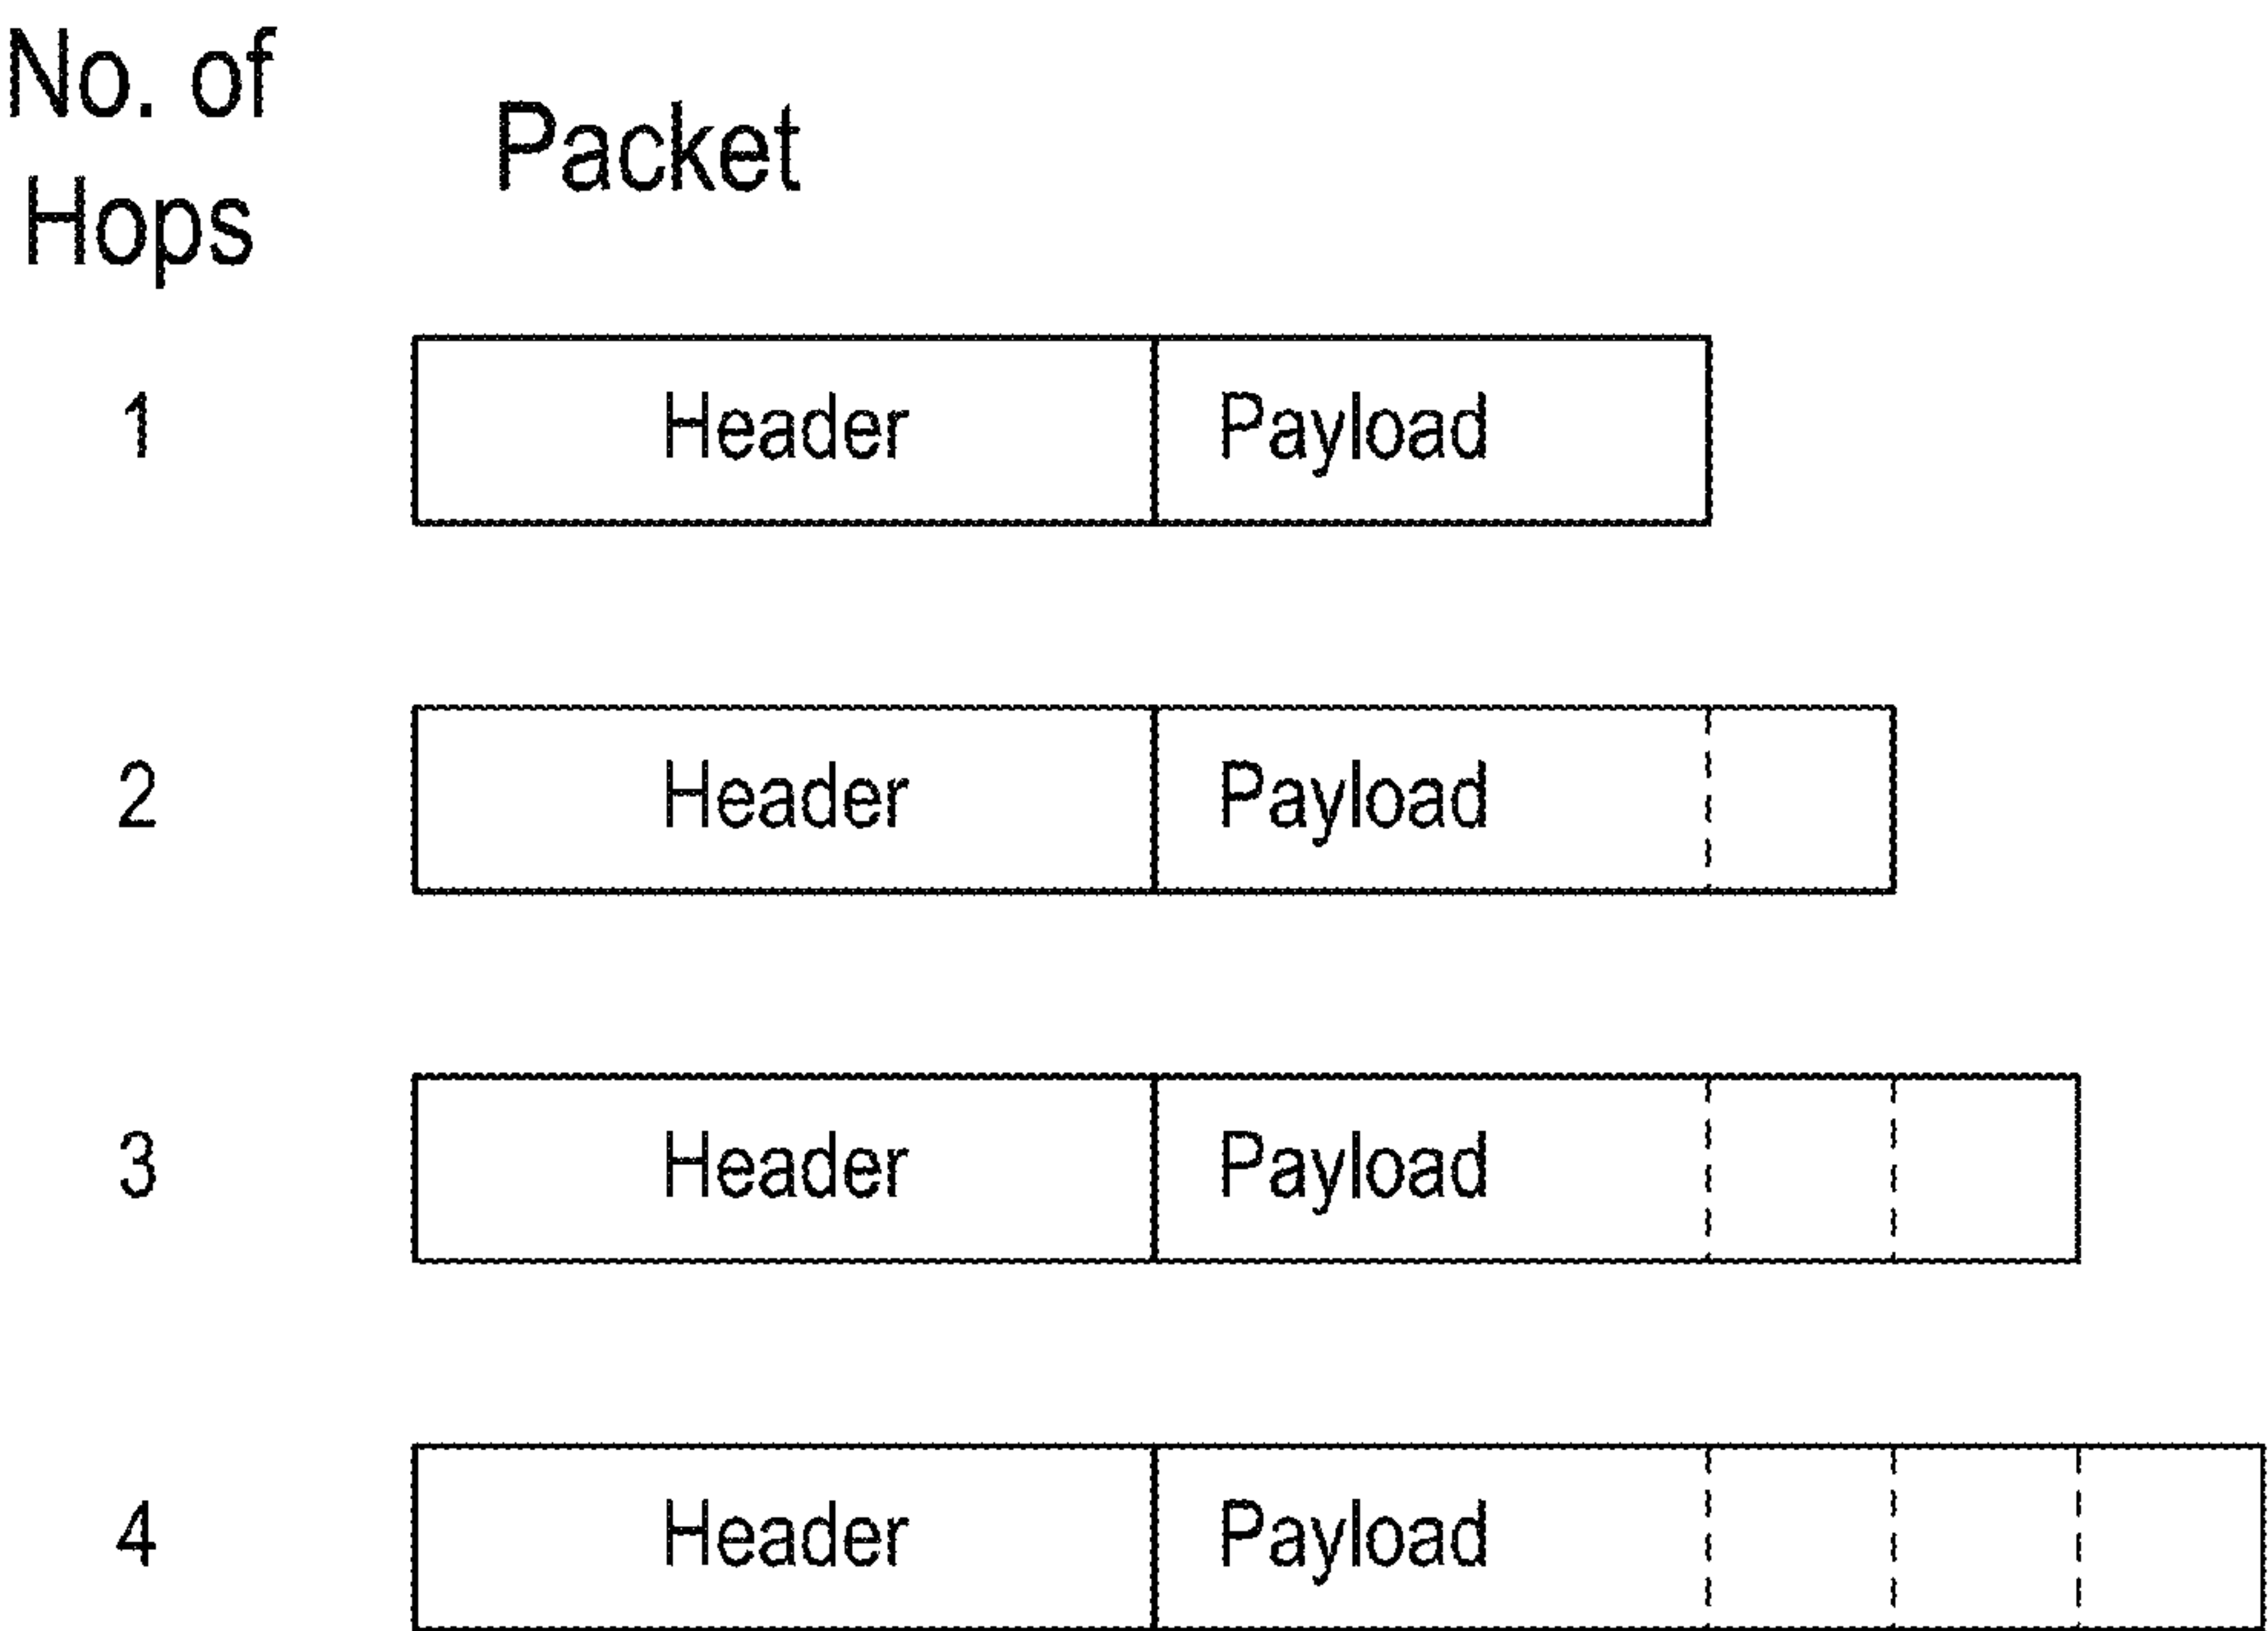 No. of
Hops
Packet
1 Header Payload
2 Header Payload
3 Header Payload
4 Header Payload